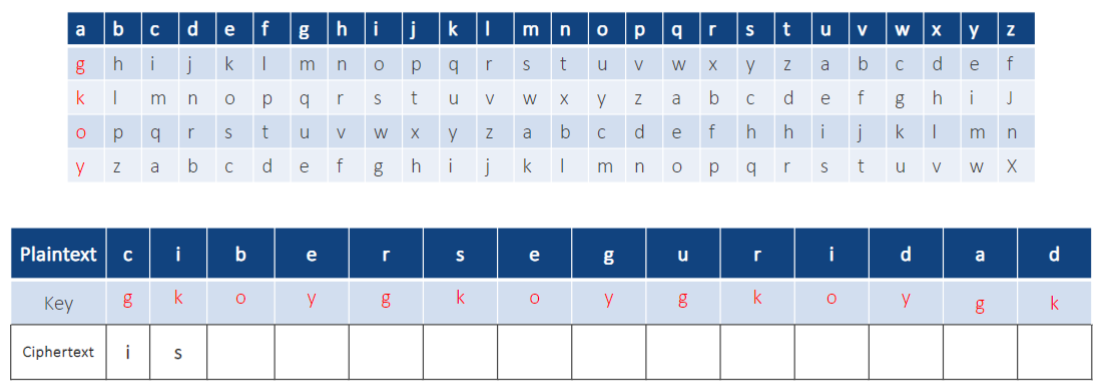 a b c d e f g h i j k l m n o p q r s t u v w x y z
g h i j k l m n o p q r s t u v w x y z a b c d e f
k l m n o p q r s t u v w x y z a b c d e f g h i J
o p q r s t u v w x y z a b c d e f h h i j k l m n
y z a b c d e f g h i j k l m n o p q r s t u v w X
Plaintext c i b e r s e g u r i d a d
Key g k o y g k o y g k o y g k
Ciphertext i s